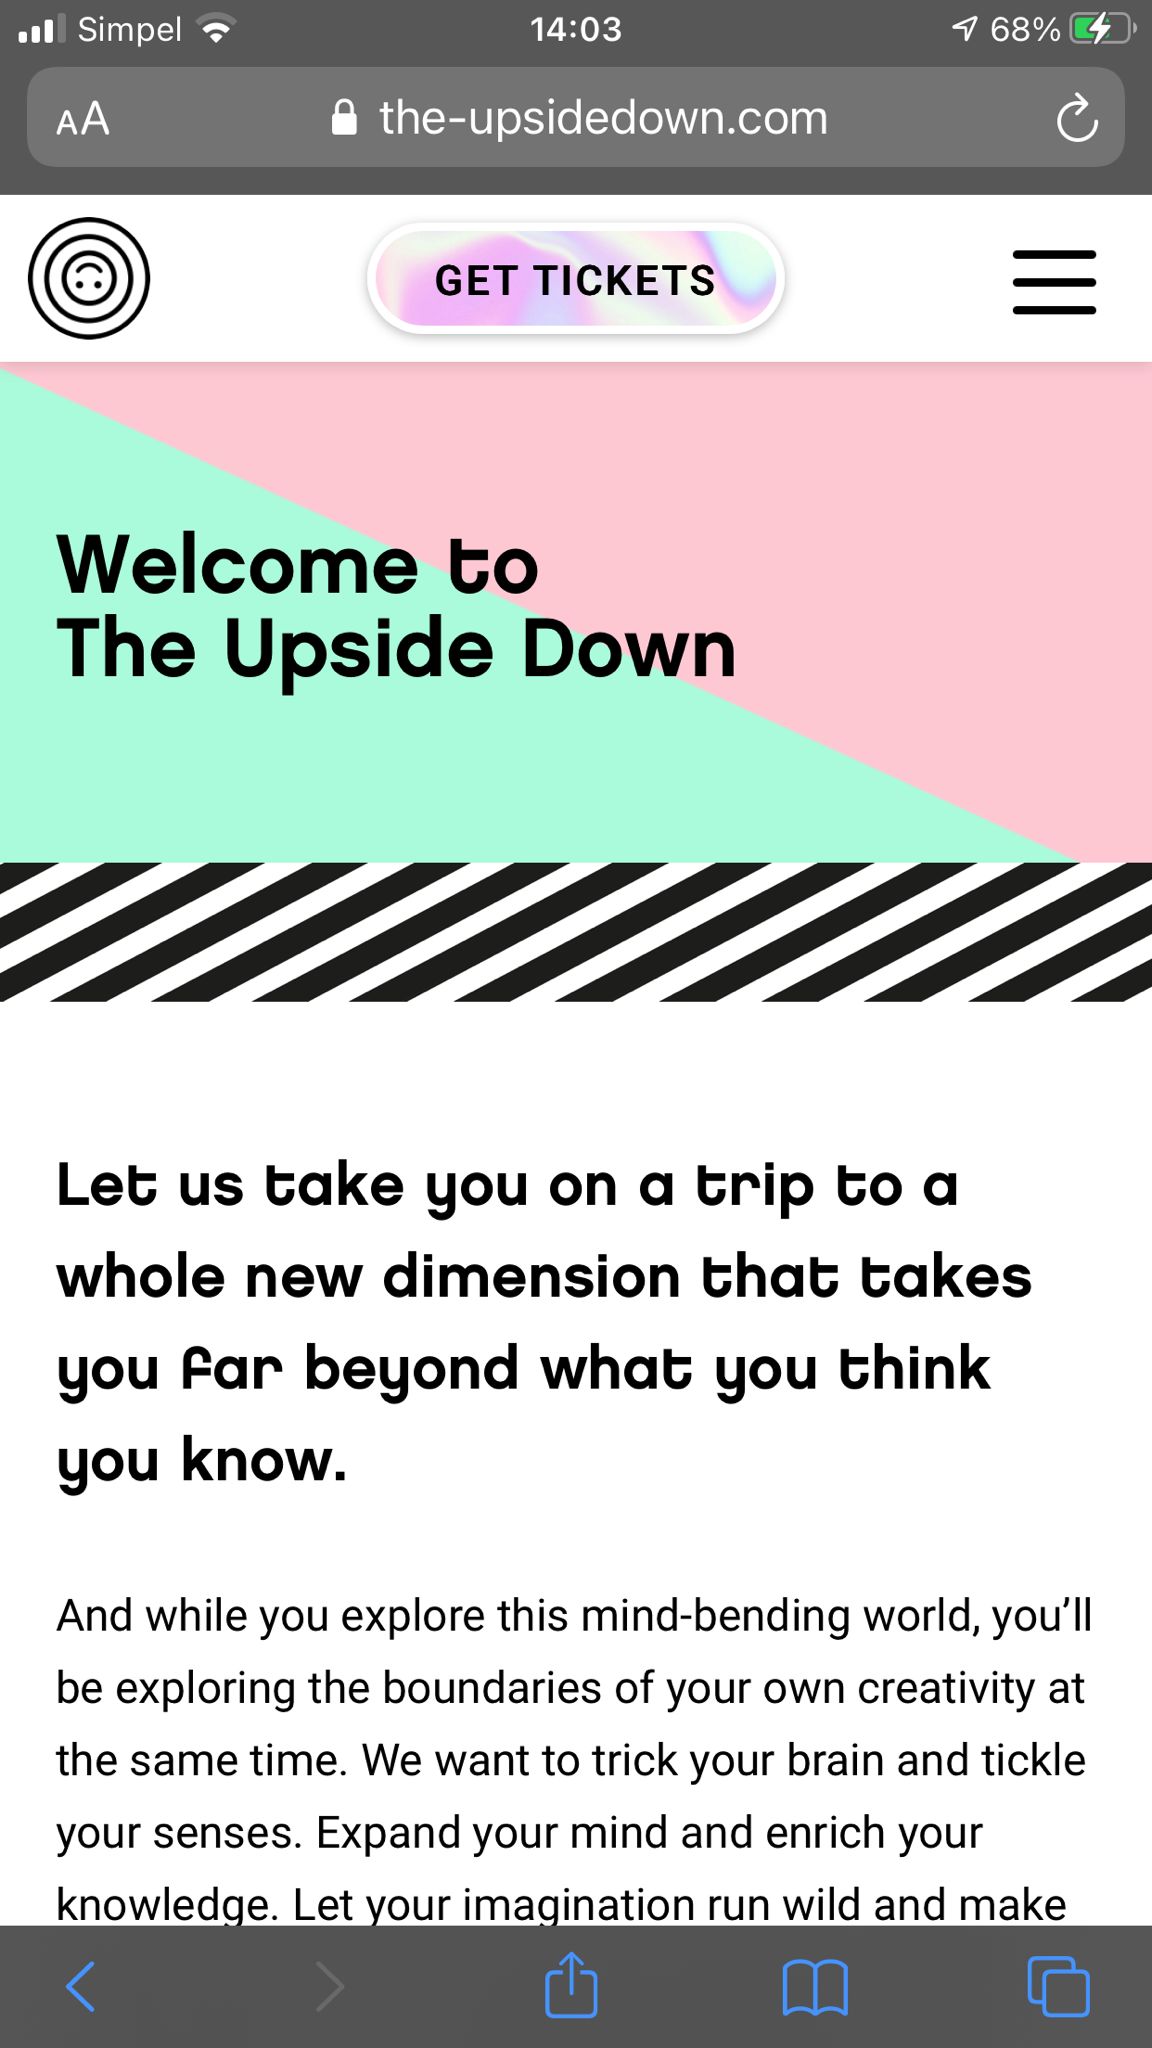 Simpel
14:03
68%
AA
the-upsidedown.com
GET TICKETS
Welcome to
The Upside Down
Let us take you on a trip to a
whole new dimension that takes
you far beyond what you think
you know.
And while you explore this mind-bending world, you’ll
be exploring the boundaries of your own creativity at
the same time. We want to trick your brain and tickle
your senses. Expand your mind and enrich your
knowledge. Let your imagination run wild and make